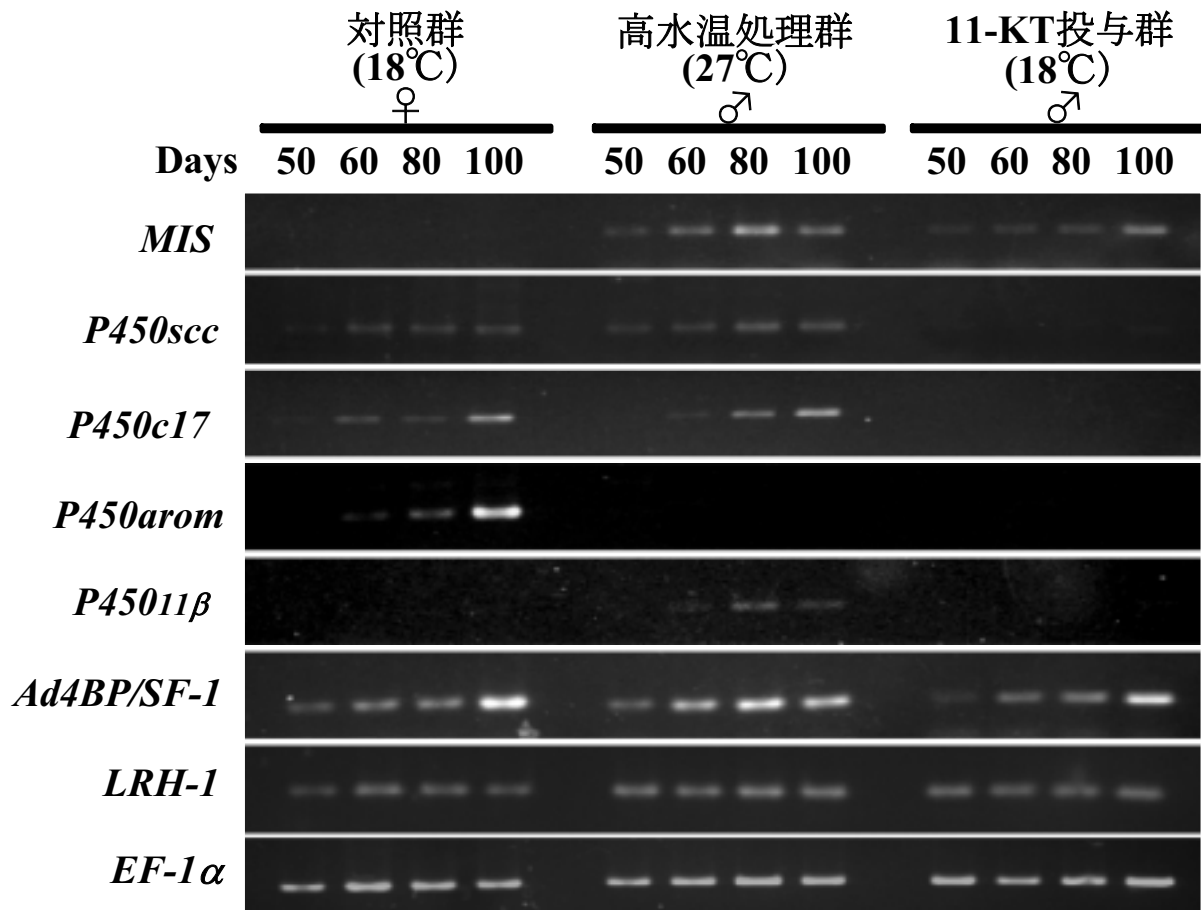 対照群
(18℃)
♀
高水温処理群
(27℃)
♂
11-KT投与群
(18℃)
♂
Days 50 60 80 100 50 60 80 100 50 60 80 100
MIS
P450scc
P450c17
P450arom
P45011β
Ad4BP/SF-1
LRH-1
EF-1α